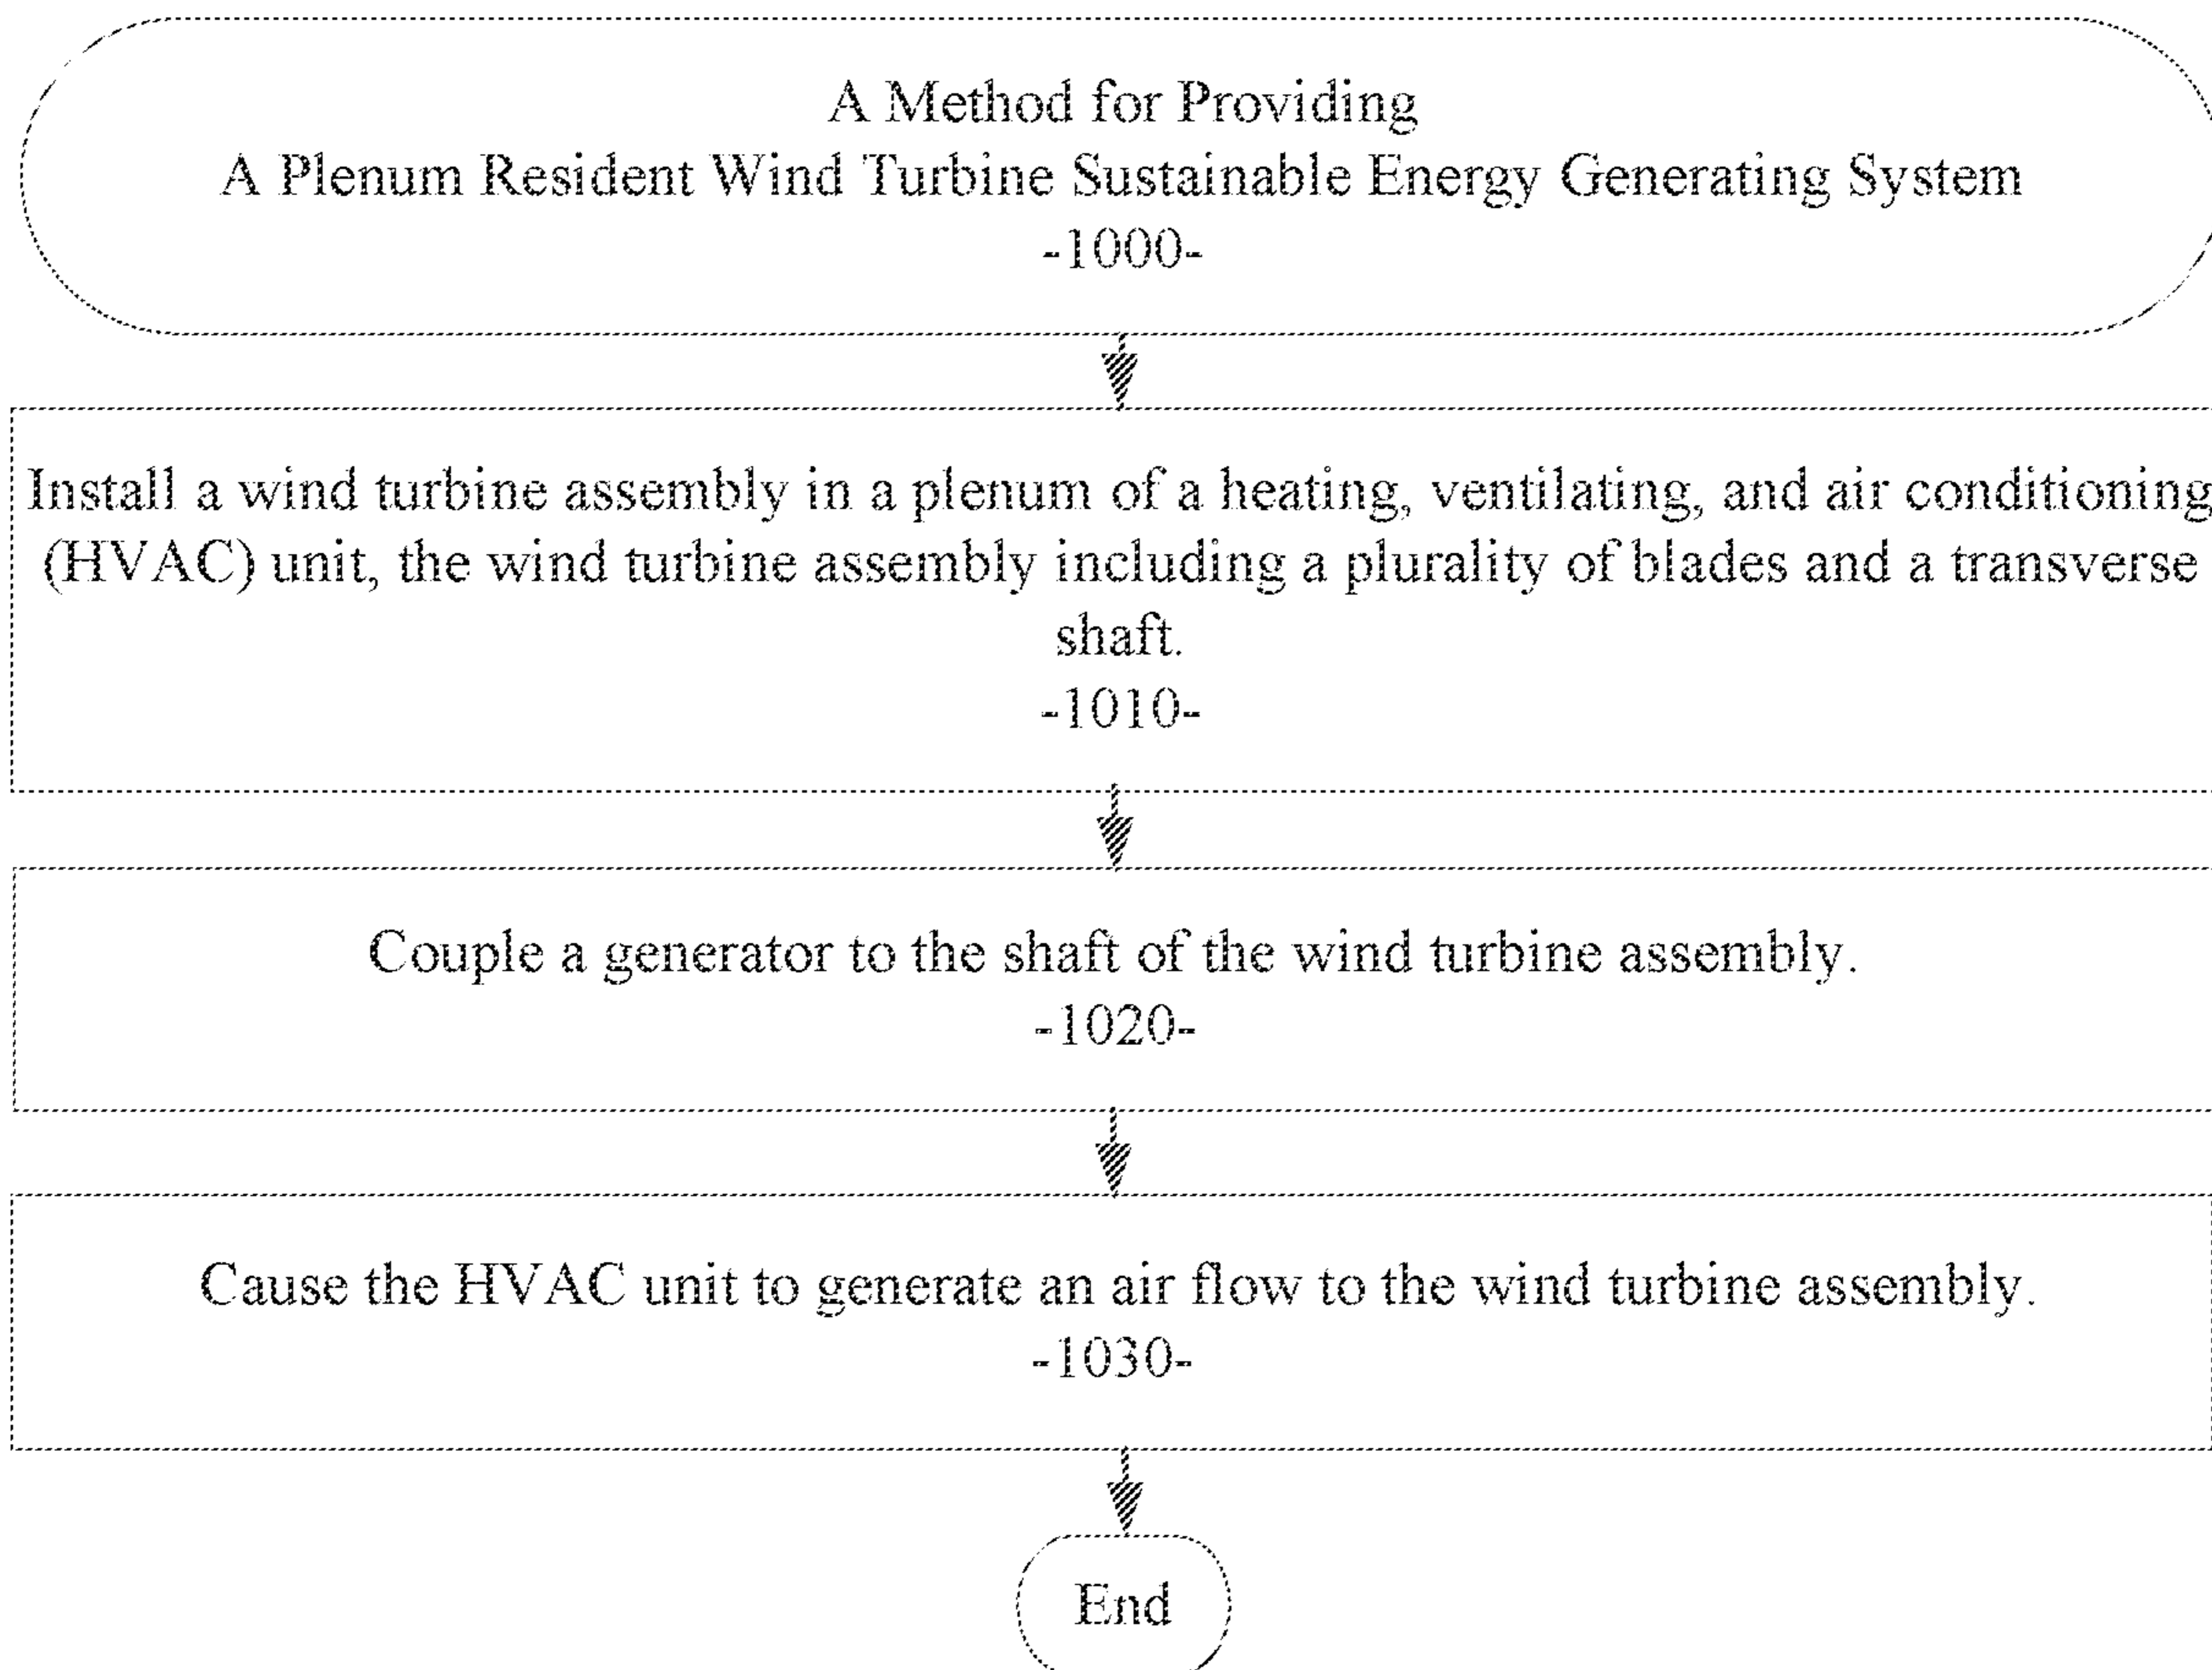 A Method for Providing
A Plenum Resident Wind Turbine Sustainable Energy Generating System
-1000-
Install a wind turbine assembly in a plenum of a heating, ventilating, and air conditioning
(HVAC) unit, the wind turbine assembly including a plurality of blades and a transverse
shaft.
-1010-
Couple a generator to the shaft of the wind turbine assembly.
-1020-
Cause the HVAC unit to generate an air flow to the wind turbine assembly.
-1030-
End